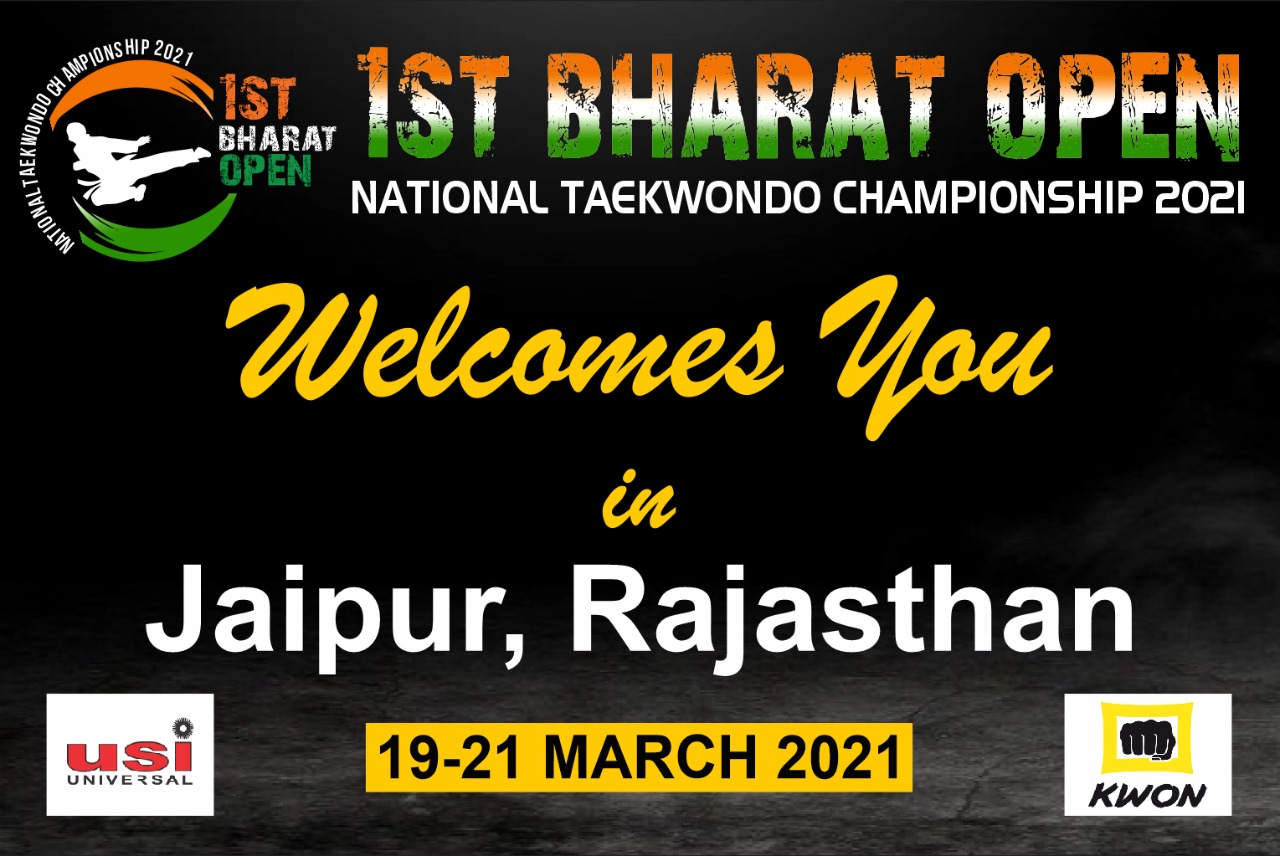 NATIONAL TAEKWONDO CHAMPIONSHIP 2021
1ST
BHARAT
OPEN
1ST BHARAT OPEN
NATIONAL TAEKWONDO CHAMPIONSHIP 2021
Welcomes You
in
Jaipur, Rajasthan
usi
UNIVERSAL
19-21 MARCH 2021
KWON